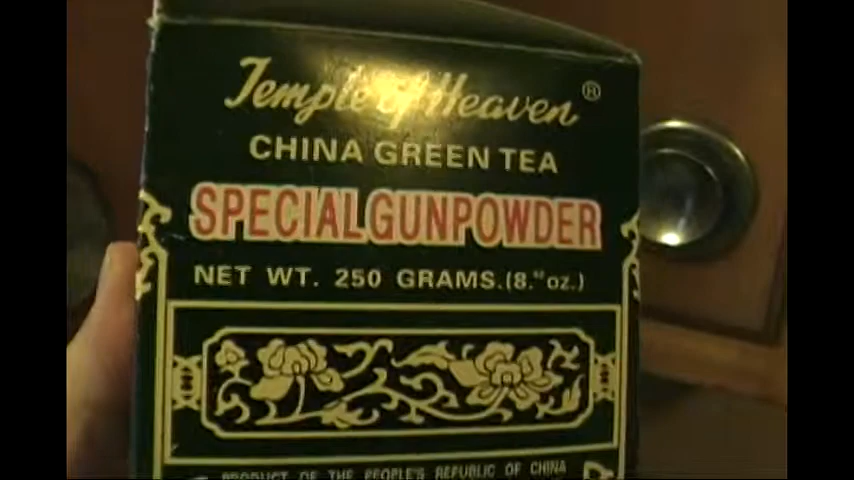 Temple of Heaven ®
CHINA GREEN TEA
SPECIAL GUNPOWDER
NET WT. 250 GRAMS.(8.⁸² oz.)
PRODUCT OF THE PEOPLE'S REPUBLIC OF CHINA